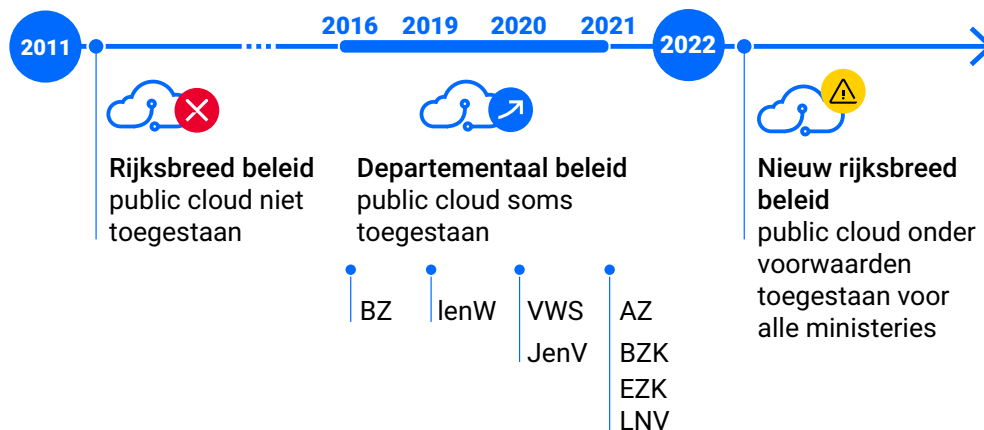 2011
2016
2019
2020
2021
2022
Rijksbreed beleid
public cloud niet
toegestaan
Departementaal beleid
public cloud soms
toegestaan
BZ
IenW
VWS
JenV
AZ
BZK
EZK
LNV
Nieuw rijksbreed
beleid
public cloud onder
voorwaarden
toegestaan voor
alle ministeries